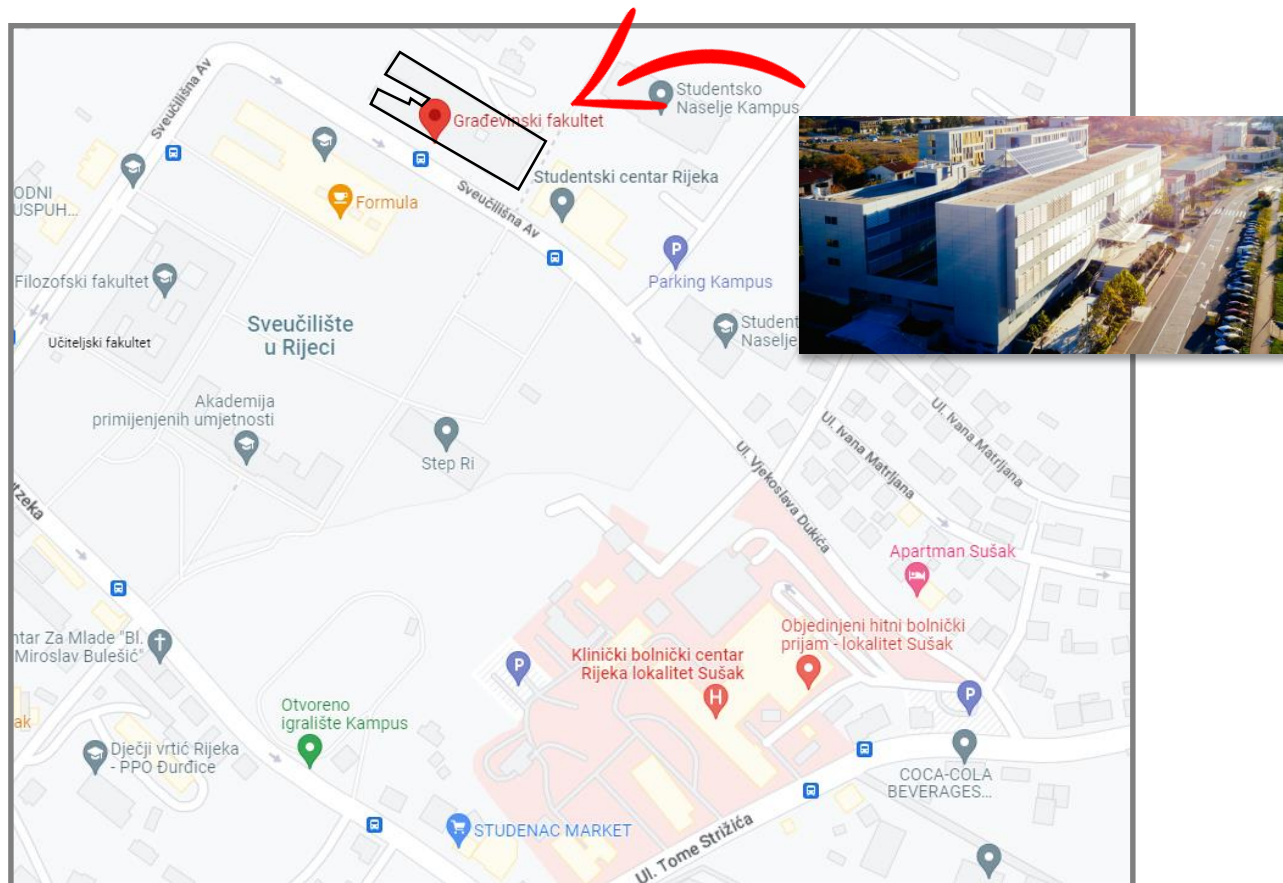 Sveučilišna Av
Studentsko
Naselje Kampus
Građevinski fakultet
Studentski centar Rijeka
Formula
Sveučilišna Av
ODNI
USPUH...
Filozofski fakultet
Parking Kampus
Učiteljski fakultet
Sveučilište
u Rijeci
Student
Naselje
Akademija
primijenjenih umjetnosti
Step Ri
Ul. Ivana Matrljana
Ul. Ivana Matrljana
Ul. Vjekoslava Dukića
tzeka
Apartman Sušak
ntar Za Mlade "Bl.
Miroslav Bulešić"
Objedinjeni hitni bolnički
prijam - lokalitet Sušak
Klinički bolnički centar
Rijeka lokalitet Sušak
H
P
P
P
Otvoreno
igralište Kampus
ak
Dječji vrtić Rijeka
- PPO Đurđice
COCA-COLA
BEVERAGES...
STUDENAC MARKET
Ul. Tome Strižića